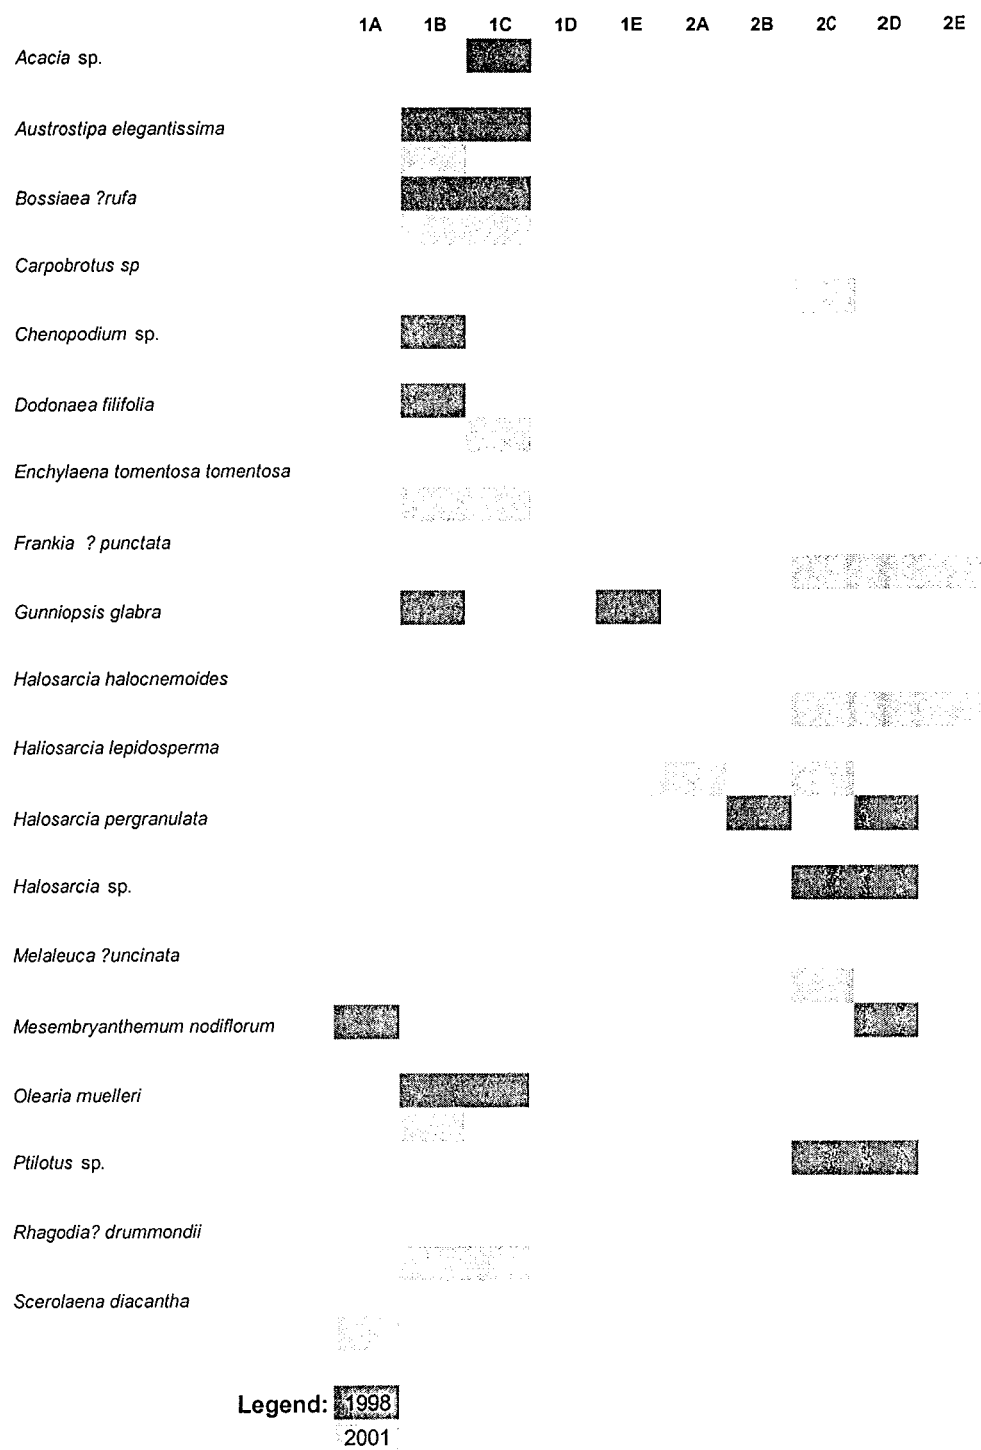 1A 1B 1C 1D 1E 2A 2B 2C 2D 2E
Acacia sp.
Austrostipa elegantissima
Bossiaea ?rufa
Carpobrotus sp
Chenopodium sp.
Dodonaea filifolia
Enchylaena tomentosa tomentosa
Frankia ? punctata
Gunniopsis glabra
Halosarcia halocnemoides
Haliosarcia lepidosperma
Halosarcia pergranulata
Halosarcia sp.
Melaleuca ?uncinata
Mesembryanthemum nodiflorum
Olearia muelleri
Ptilotus sp.
Rhagodia? drummondii
Scerolaena diacantha
Legend: 1998
2001